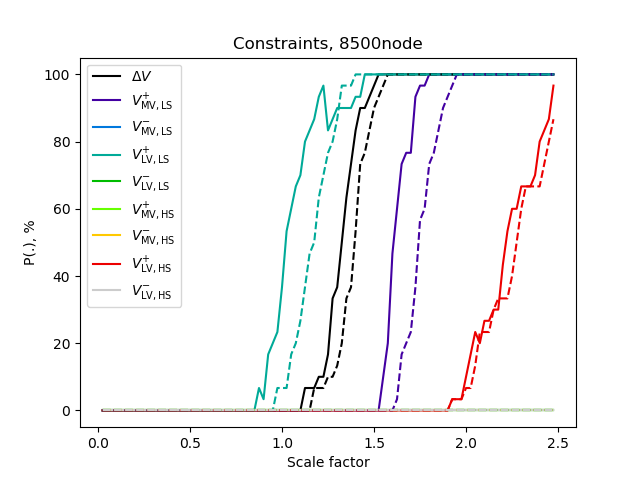 Constraints, 8500node
P(.), %
100
80
60
40
20
0
ΔV
V⁺MV, LS
V⁻MV, LS
V⁺LV, LS
V⁻LV, LS
V⁺MV, HS
V⁻MV, HS
V⁺LV, HS
V⁻LV, HS
0.0 0.5 1.0 1.5 2.0 2.5
Scale factor